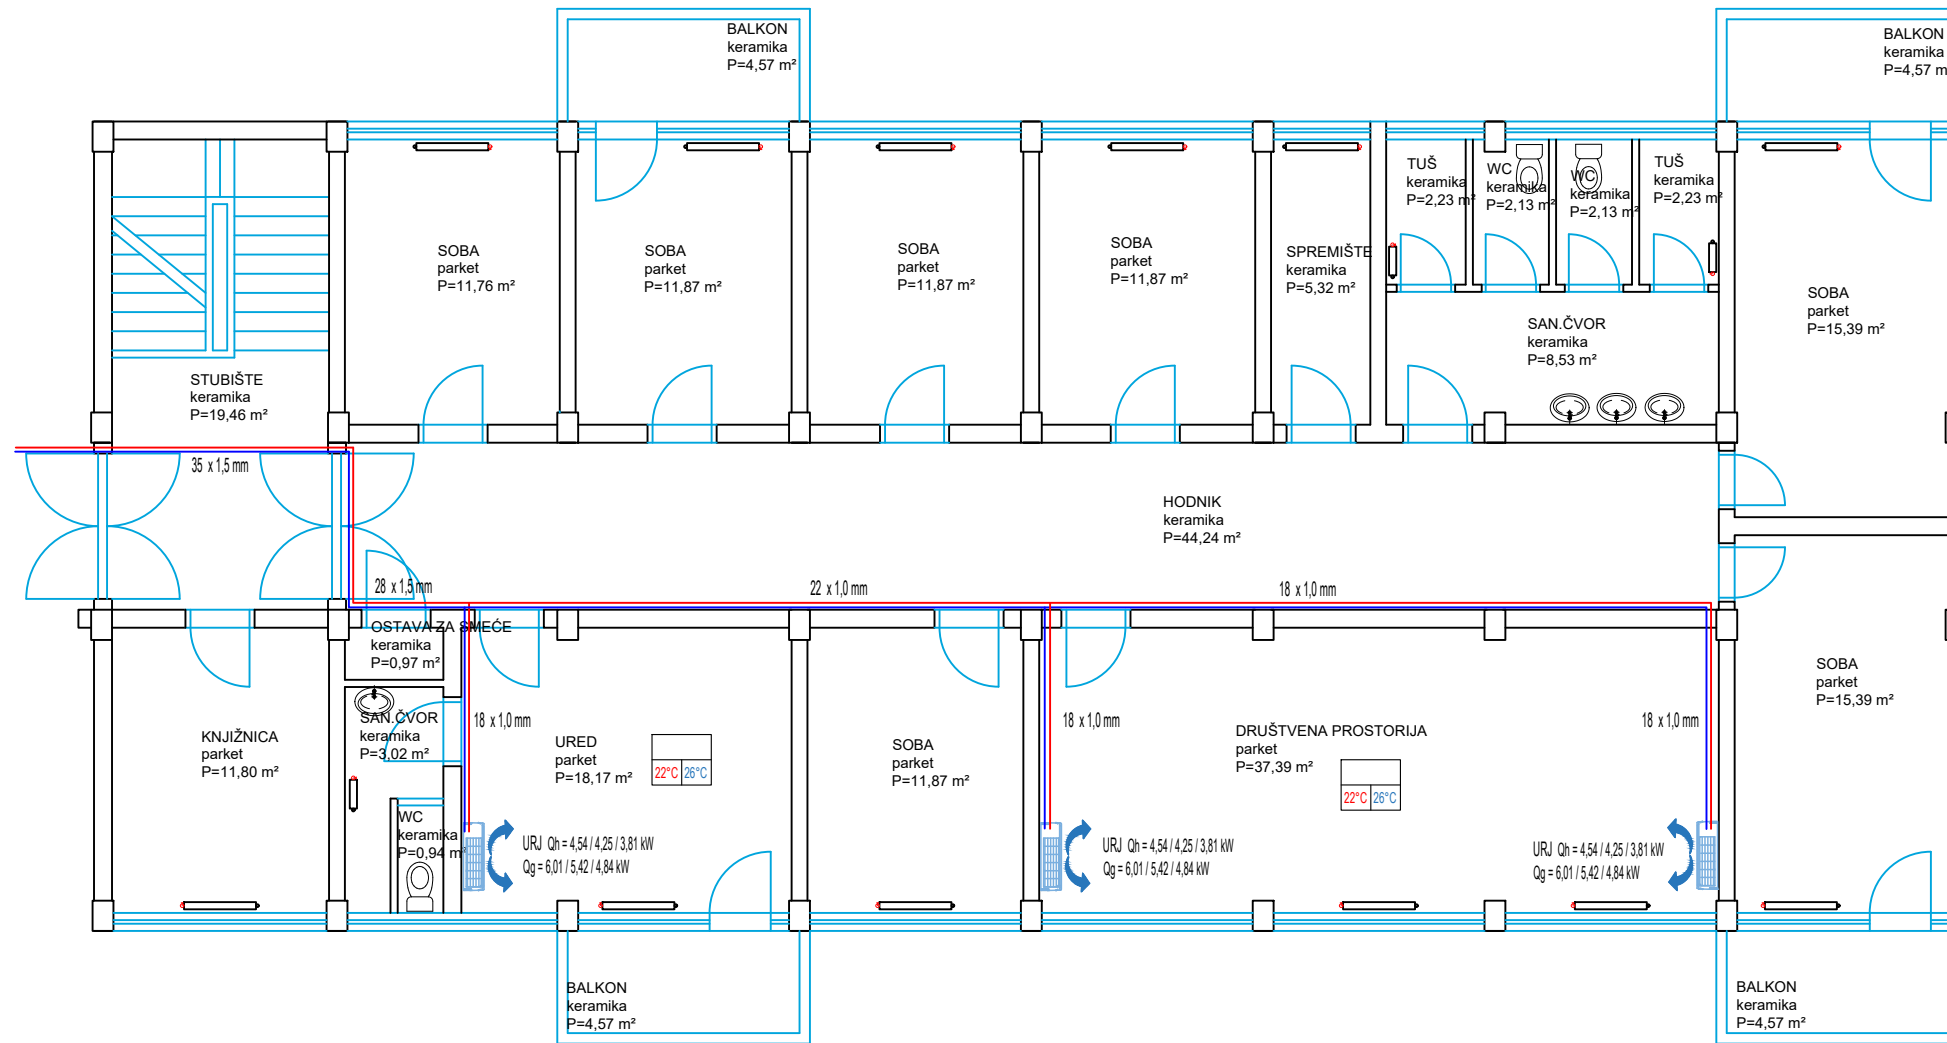 BALKON
keramika
P=4,57 m²
BALKON
keramika
P=4,57 m
SOBA
parket
P=11,76 m²
SOBA
parket
P=11,87 m²
SOBA
parket
P=11,87 m²
SOBA
parket
P=11,87 m²
SPREMIŠTE
keramika
P=5,32 m²
TUŠ
keramika
P=2,23 m²
WC
keramika
P=2,13 m²
WC
keramika
P=2,13 m²
TUŠ
keramika
P=2,23 m²
SAN.ČVOR
keramika
P=8,53 m²
SOBA
parket
P=15,39 m²
STUBIŠTE
keramika
P=19,46 m²
35 x 1,5 mm
HODNIK
keramika
P=44,24 m²
28 x 1,5 mm
22 x 1,0 mm
18 x 1,0 mm
OSTAVA ZA SMEĆE
keramika
P=0,97 m²
KNJIŽNICA
parket
P=11,80 m²
SAN.ČVOR
keramika
P=3,02 m²
18 x 1,0 mm
URED
parket
P=18,17 m²
22°C 26°C
SOBA
parket
P=11,87 m²
18 x 1,0 mm
DRUŠTVENA PROSTORIJA
parket
P=37,39 m²
22°C 26°C
18 x 1,0 mm
SOBA
parket
P=15,39 m²
WC
keramika
P=0,94 m²
URJ Qh = 4,54 / 4,25 / 3,81 kW
Qg = 6,01 / 5,42 / 4,84 kW
URJ Qh = 4,54 / 4,25 / 3,81 kW
Qg = 6,01 / 5,42 / 4,84 kW
URJ Qh = 4,54 / 4,25 / 3,81 kW
Qg = 6,01 / 5,42 / 4,84 kW
BALKON
keramika
P=4,57 m²
BALKON
keramika
P=4,57 m²